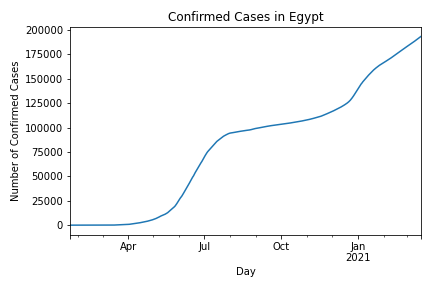 Confirmed Cases in Egypt
200000
175000
150000
125000
100000
75000
50000
25000
0
Number of Confirmed Cases
Apr
Jul
Oct
Jan
2021
Day